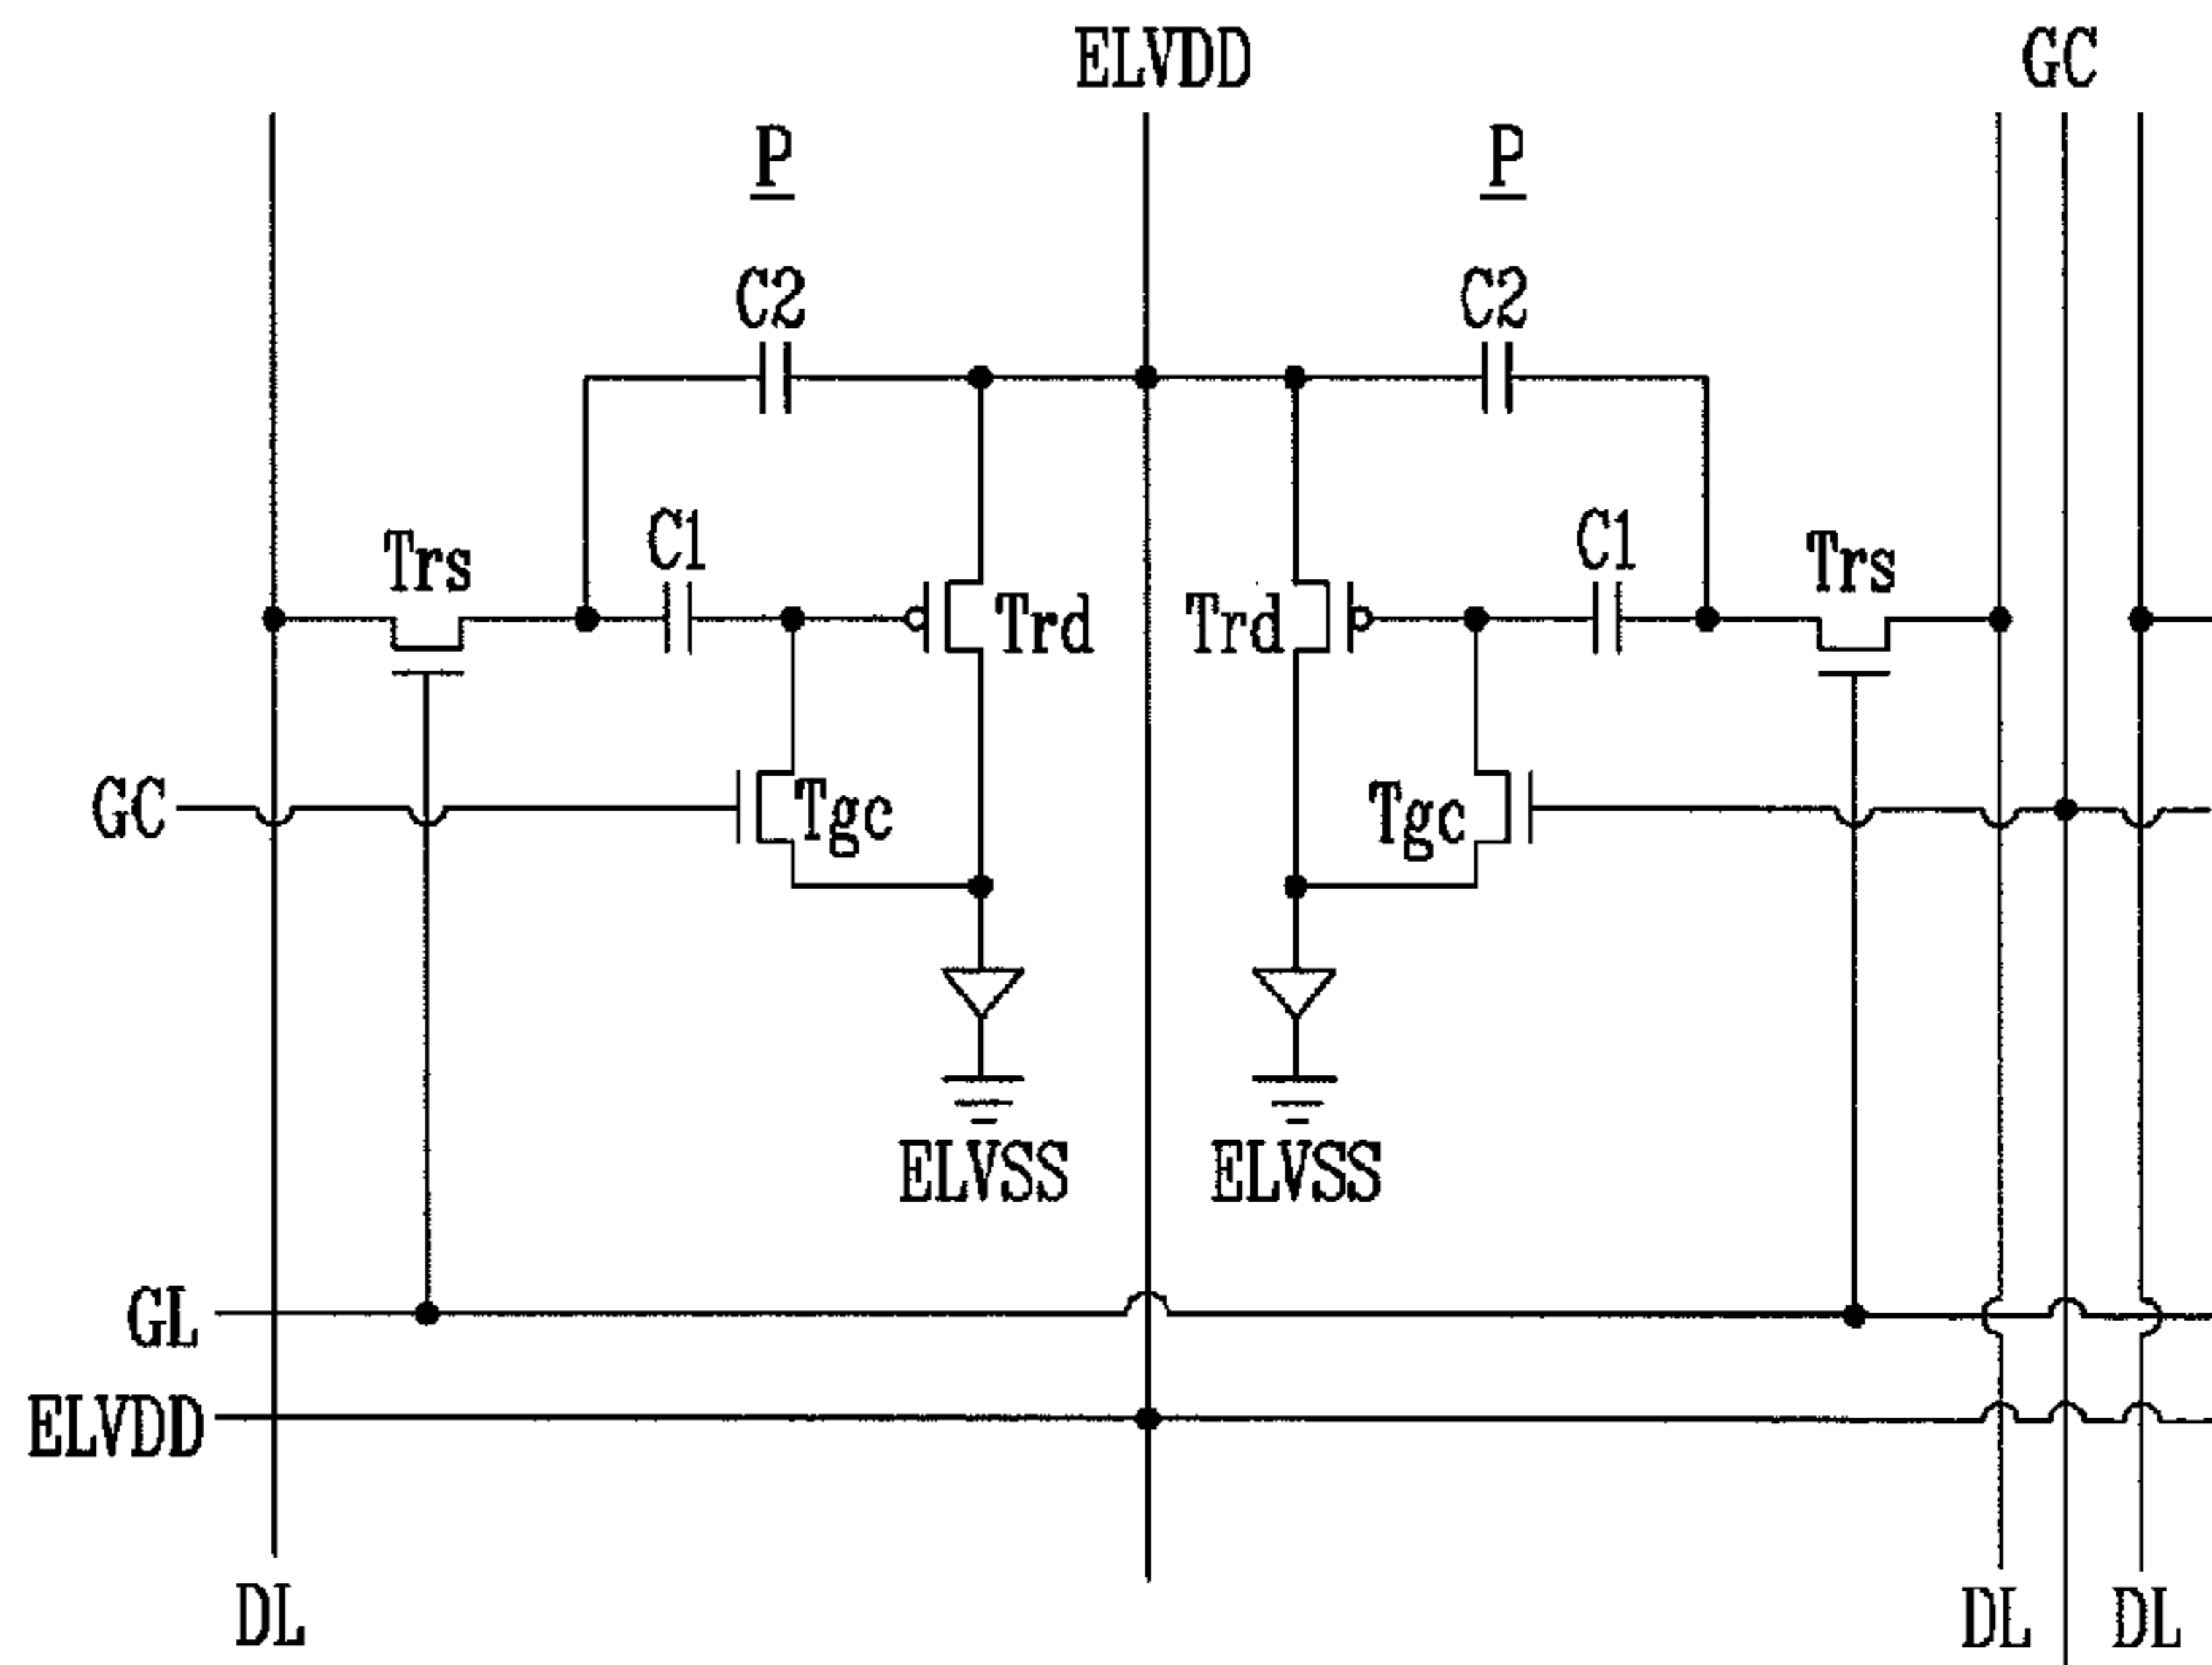 ELVDD GC
P P
C2 C2
C1 C1
Trs Trs
Trd Trd
GC Tgc Tgc
ELVSS ELVSS
GL
ELVDD
DL DL DL